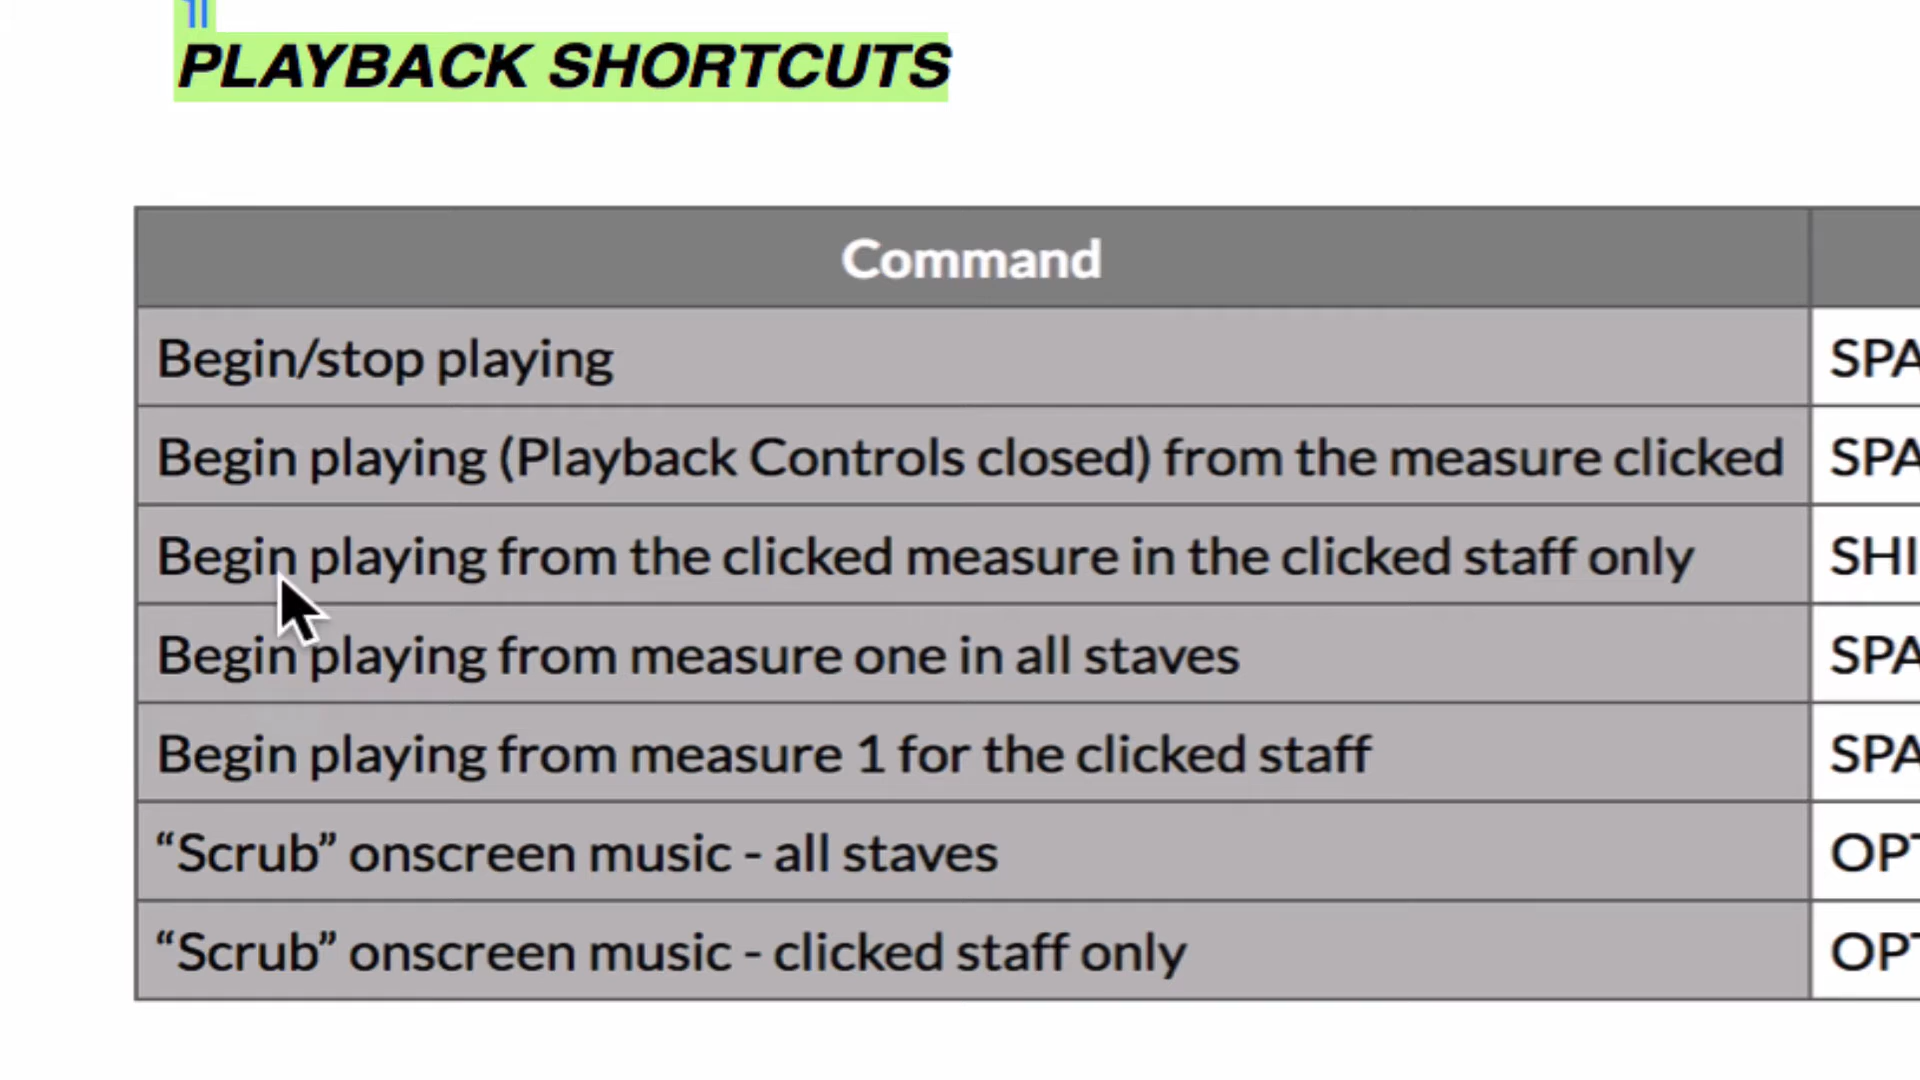 PLAYBACK SHORTCUTS
Command
Begin/stop playing
Begin playing (Playback Controls closed) from the measure clicked
Begin playing from the clicked measure in the clicked staff only
Begin playing from measure one in all staves
Begin playing from measure 1 for the clicked staff
“Scrub” onscreen music - all staves
“Scrub” onscreen music - clicked staff only